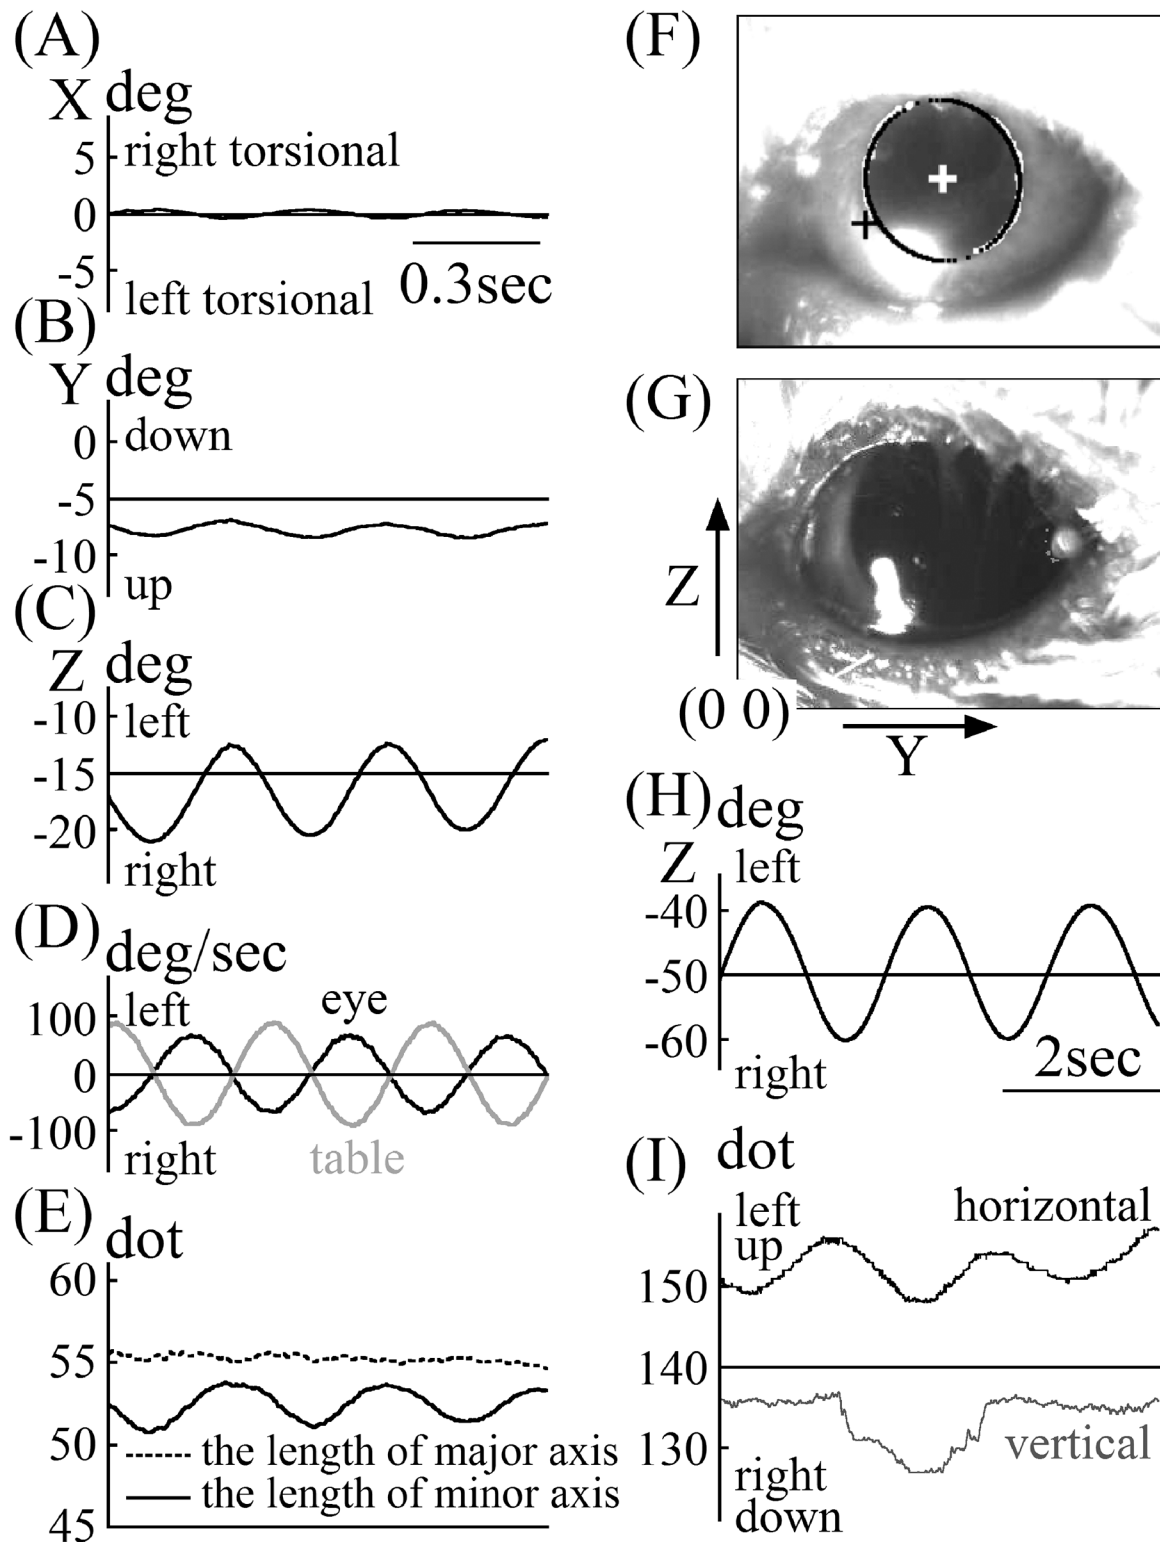 (A)
X deg
5
right torsional
0
-5
left torsional
0.3sec
(B)
Y deg
0
down
-5
-10
up
(C)
Z deg
-10
left
-15
-20
right
(D)
deg/sec
100
left
eye
0
-100
right
table
(E)
dot
60
55
50
the length of major axis
the length of minor axis
45
(F)
(G)
Z
(0 0)
Y
(H)
deg
Z
left
-40
-50
-60
right
2sec
(I)
dot
left
up
horizontal
150
140
130
vertical
right
down